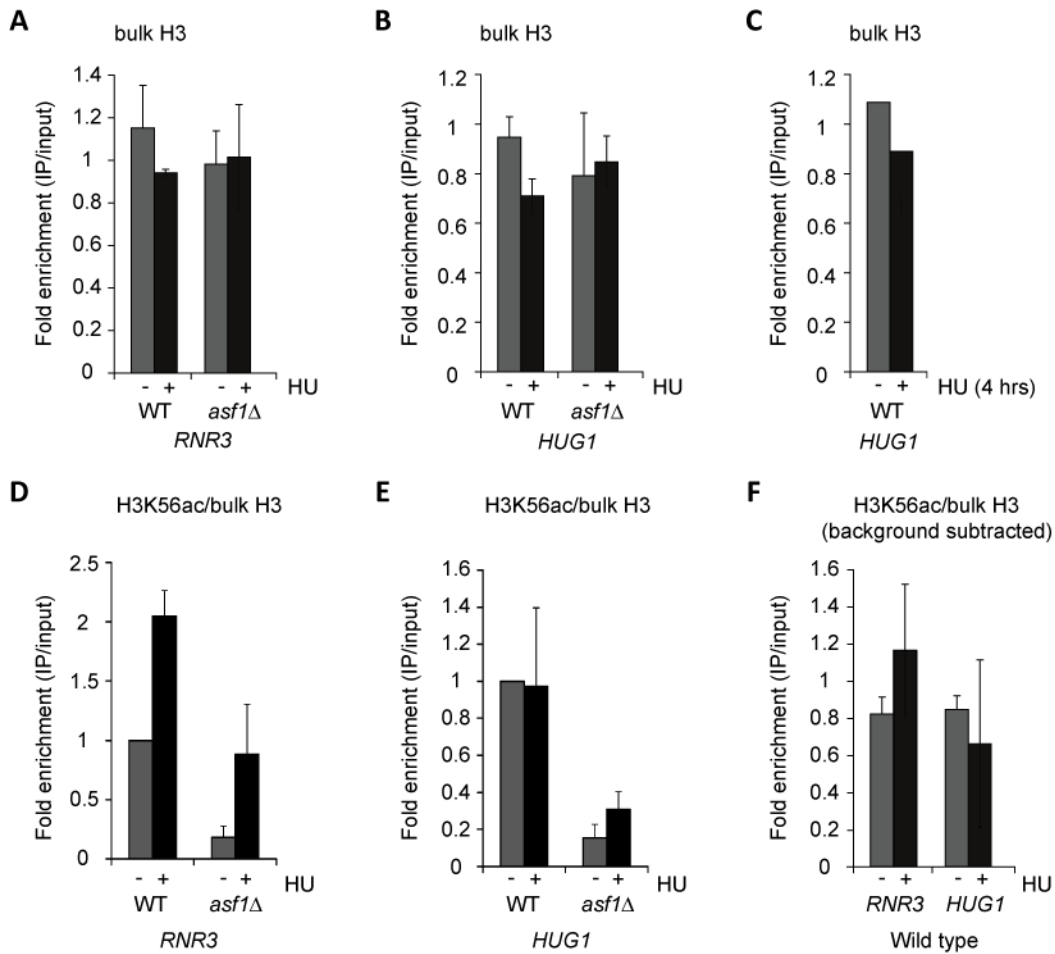 A
bulk H3
Fold enrichment (IP/input)
1.4
1.2
1
0.8
0.6
0.4
0.2
0
- + - + HU
WT asf1Δ
RNR3
B
bulk H3
Fold enrichment (IP/input)
1.2
1
0.8
0.6
0.4
0.2
0
- + - + HU
WT asf1Δ
HUG1
C
bulk H3
Fold enrichment (IP/input)
1.2
1
0.8
0.6
0.4
0.2
0
- + HU (4 hrs)
WT
HUG1
D
H3K56ac/bulk H3
Fold enrichment (IP/input)
2.5
2
1.5
1
0.5
0
- + - + HU
WT asf1Δ
RNR3
E
H3K56ac/bulk H3
Fold enrichment (IP/input)
1.6
1.4
1.2
1
0.8
0.6
0.4
0.2
0
- + - + HU
WT asf1Δ
HUG1
F
H3K56ac/bulk H3
(background subtracted)
Fold enrichment (IP/input)
1.6
1.4
1.2
1
0.8
0.6
0.4
0.2
0
- + - + HU
RNR3 HUG1
Wild type